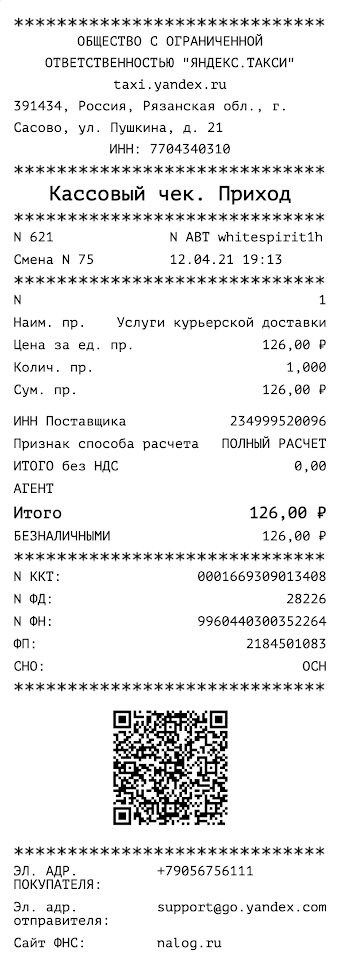 *****************************
ОБЩЕСТВО С ОГРАНИЧЕННОЙ
ОТВЕТСТВЕННОСТЬЮ "ЯНДЕКС.ТАКСИ"
taxi.yandex.ru
391434, Россия, Рязанская обл., г.
Сасово, ул. Пушкина, д. 21
ИНН: 7704340310
*****************************
Кассовый чек. Приход
*****************************
N 621 N АВТ whitespirit1h
Смена N 75 12.04.21 19:13
*****************************
N 1
Наим. пр. Услуги курьерской доставки
Цена за ед. пр. 126,00 ₽
Колич. пр. 1,000
Сум. пр. 126,00 ₽
ИНН Поставщика 234999520096
Признак способа расчета ПОЛНЫЙ РАСЧЕТ
ИТОГО без НДС 0,00
АГЕНТ
Итого 126,00 ₽
БЕЗНАЛИЧНЫМИ 126,00 ₽
*****************************
N ККТ: 0001669309013408
N ФД: 28226
N ФН: 9960440300352264
ФП: 2184501083
СНО: ОСН
*****************************
*****************************
ЭЛ. АДР. +79056756111
ПОКУПАТЕЛЯ:
Эл. адр. support@go.yandex.com
отправителя:
Сайт ФНС: nalog.ru